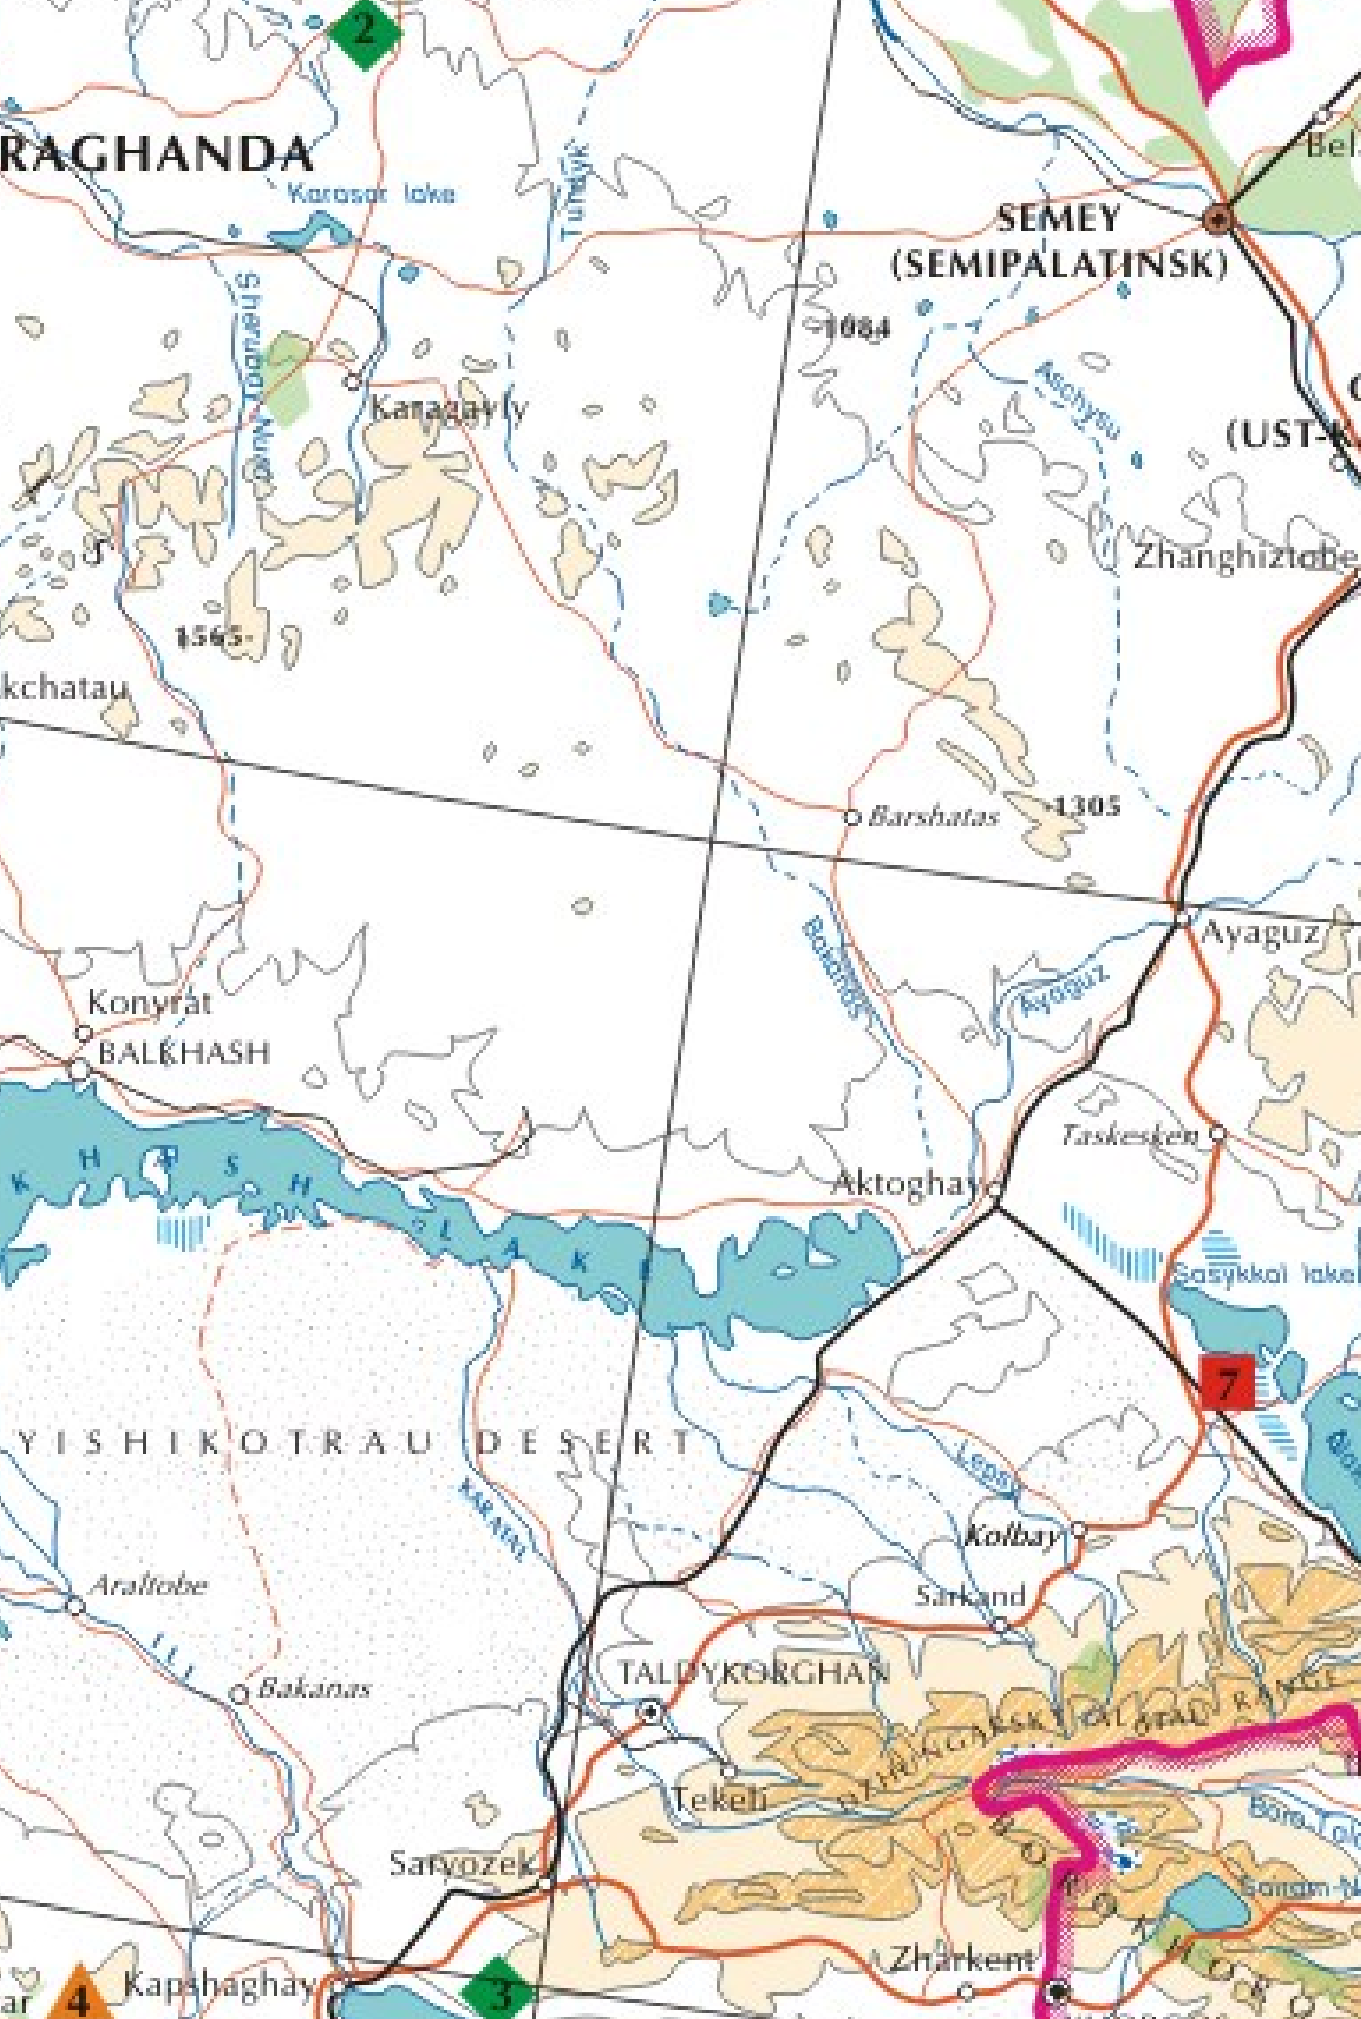 2
RAGHANDA
Karasor lake
Tundyk
Bel
SEMEY
(SEMIPALATINSK)
1084
Aschysu
(UST-K
Karagayly
Zhanghiztobe
1565
kchatau
Barshatas
1305
Bakanas
Ayaguz
Ayaguz
Konyrat
BALKHASH
Taskesken
Aktoghay
K H A S H L A K E
Sasykkol lake
7
YISHIKOTRAU DESERT
KARATAL
Lepsy
Kolbay
Araltobe
Sarkand
ILI
Bakanas
TALDYKORGHAN
Tekeli
Saryozek
Zharkent
Kapshaghay
ar
4
3